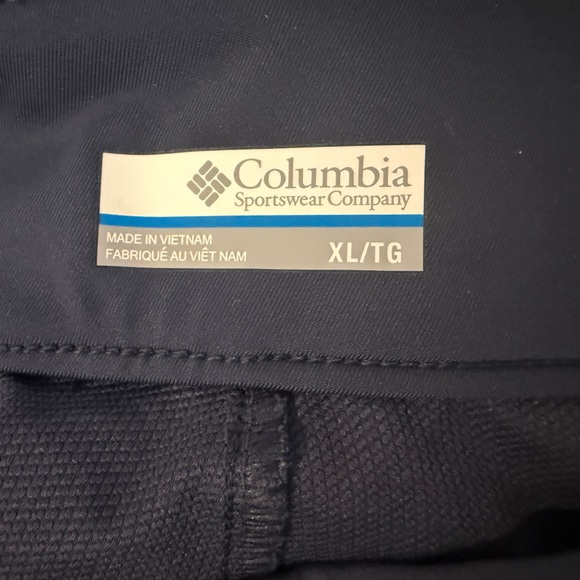 Columbia
Sportswear Company
MADE IN VIETNAM
FABRIQUÉ AU VIÊT NAM
XL/TG